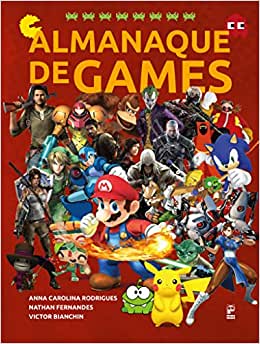 ALMANAQUE
DE GAMES
ANNA CAROLINA RODRIGUES
NATHAN FERNANDES
VICTOR BIANCHIN